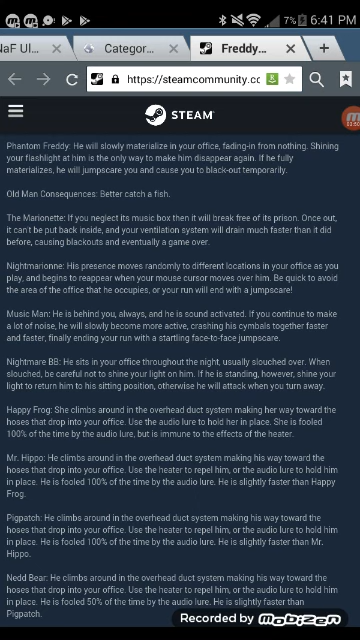 7% 6:41 PM
NaF Ul...
Categor...
Freddy...
https://steamcommunity.cc
STEAM
Phantom Freddy: He will slowly materialize in your office, fading-in from nothing. Shining
your flashlight at him is the only way to make him disappear again. If he fully
materializes, he will jumpscare you and cause you to black-out temporarily.
Old Man Consequences: Better catch a fish.
The Marionette: If you neglect its music box then it will break free of its prison. Once out,
it can't be put back inside, and your ventilation system will drain much faster than it did
before, causing blackouts and eventually a game over.
Nightmarionne: His presence moves randomly to different locations in your office as you
play, and begins to reappear when your mouse cursor moves over him. Be quick to avoid
the area of the office that he occupies, or your run will end with a jumpscare!
Music Man: He is behind you, always, and he is sound activated. If you continue to make
a lot of noise, he will slowly become more active, crashing his cymbals together faster
and faster, finally ending your run with a startling face-to-face jumpscare.
Nightmare BB: He sits in your office throughout the night, usually slouched over. When
slouched, be careful not to shine your light on him. If he is standing, however, shine your
light to return him to his sitting position, otherwise he will attack when you turn away.
Happy Frog: She climbs around in the overhead duct system making her way toward the
hoses that drop into your office. Use the audio lure to hold her in place. She is fooled
100% of the time by the audio lure, but is immune to the effects of the heater.
Mr. Hippo: He climbs around in the overhead duct system making his way toward the
hoses that drop into your office. Use the heater to repel him, or the audio lure to hold him
in place. He is fooled 100% of the time by the audio lure. He is slightly faster than Happy
Frog.
Pigpatch: He climbs around in the overhead duct system making his way toward the
hoses that drop into your office. Use the heater to repel him, or the audio lure to hold him
in place. He is fooled 100% of the time by the audio lure. He is slightly faster than Mr.
Hippo.
Nedd Bear: He climbs around in the overhead duct system making his way toward the
hoses that drop into your office. Use the heater to repel him, or the audio lure to hold him
in place. He is fooled 50% of the time by the audio lure. He is slightly faster than
Pigpatch.
Recorded by Mobizen